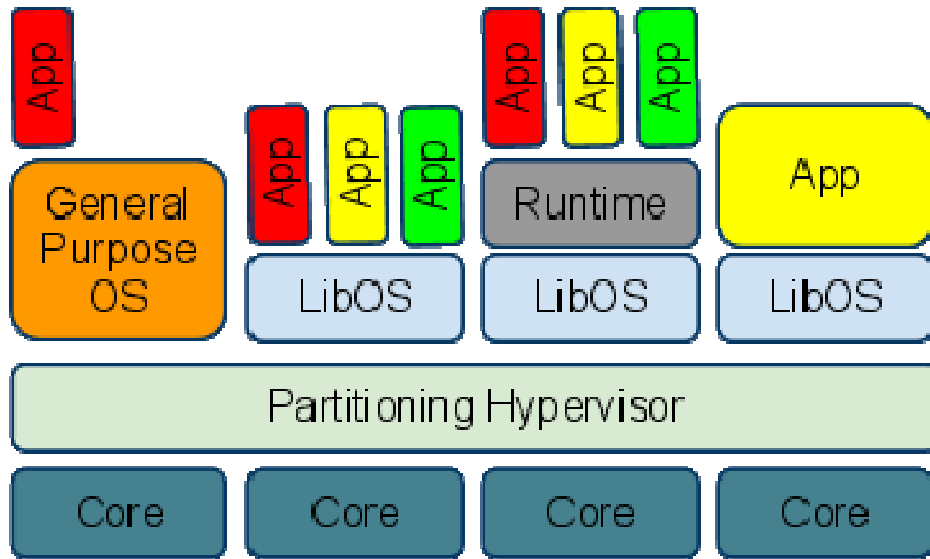 App
App
App
App
App
App
App
App
General
Purpose
OS
Runtime
App
LibOS
LibOS
LibOS
Partitioning Hypervisor
Core
Core
Core
Core